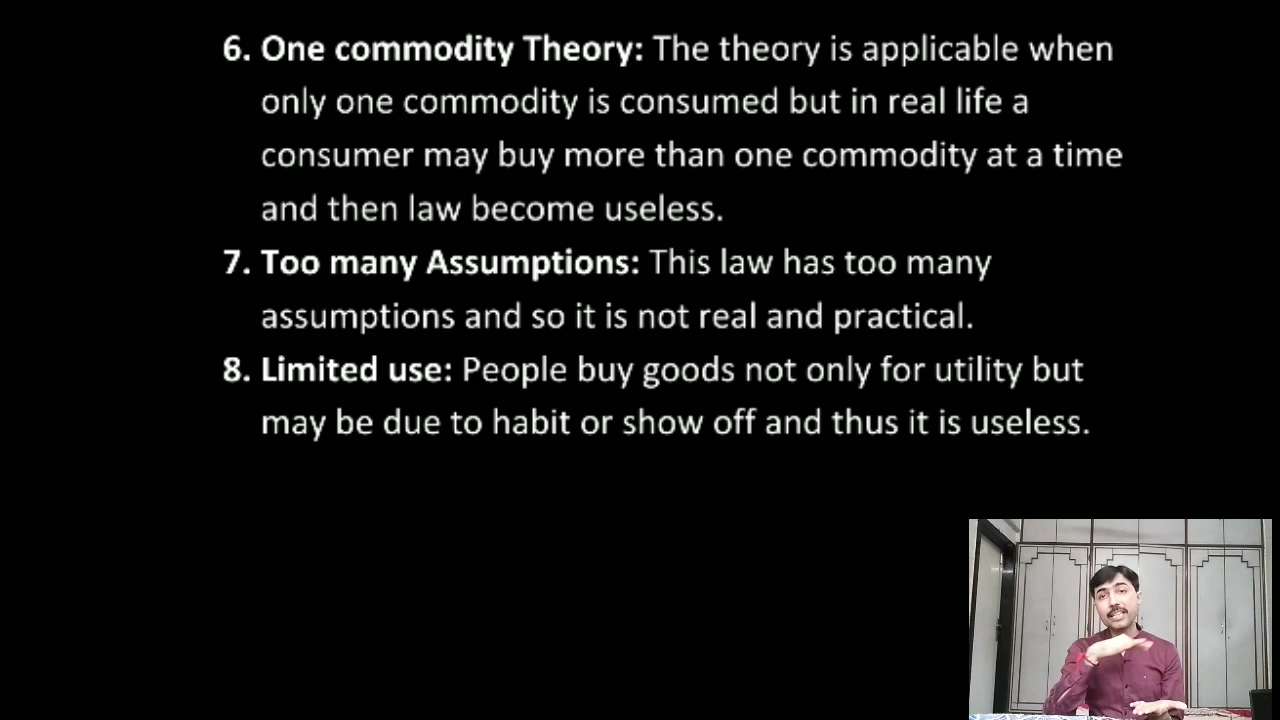 6. One commodity Theory: The theory is applicable when
only one commodity is consumed but in real life a
consumer may buy more than one commodity at a time
and then law become useless.
7. Too many Assumptions: This law has too many
assumptions and so it is not real and practical.
8. Limited use: People buy goods not only for utility but
may be due to habit or show off and thus it is useless.